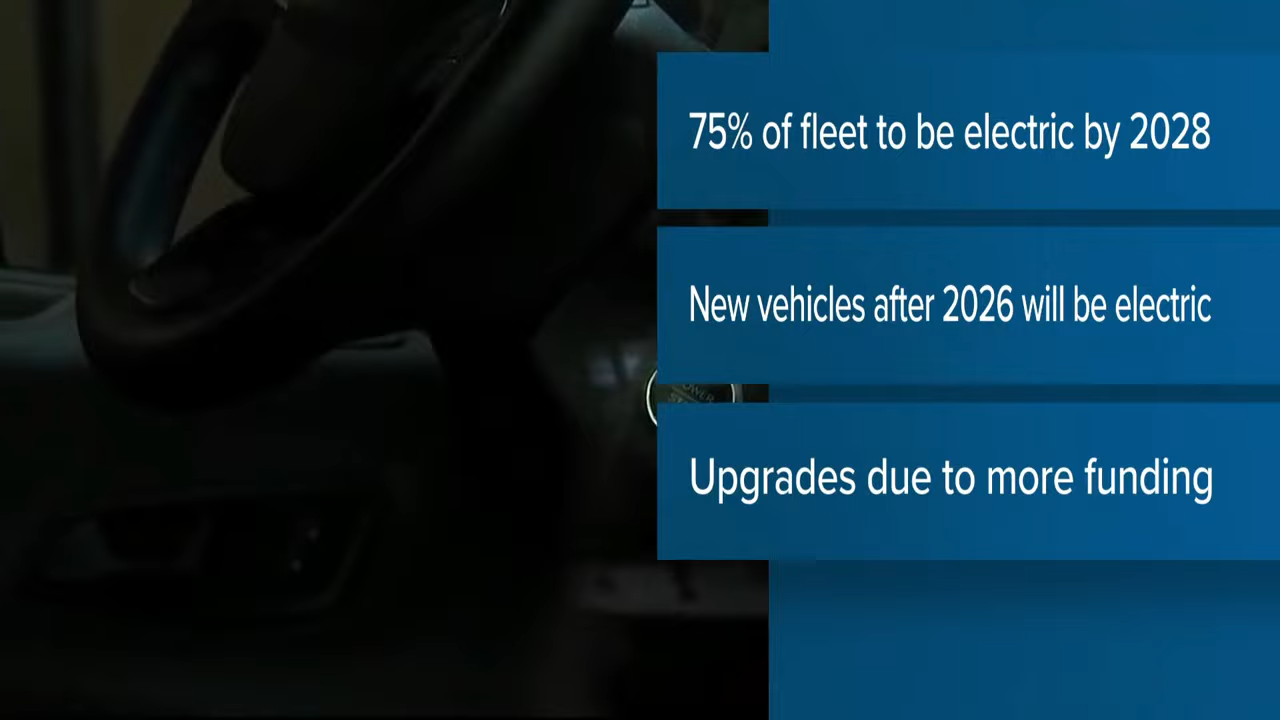 75% of fleet to be electric by 2028
New vehicles after 2026 will be electric
POWER
Upgrades due to more funding